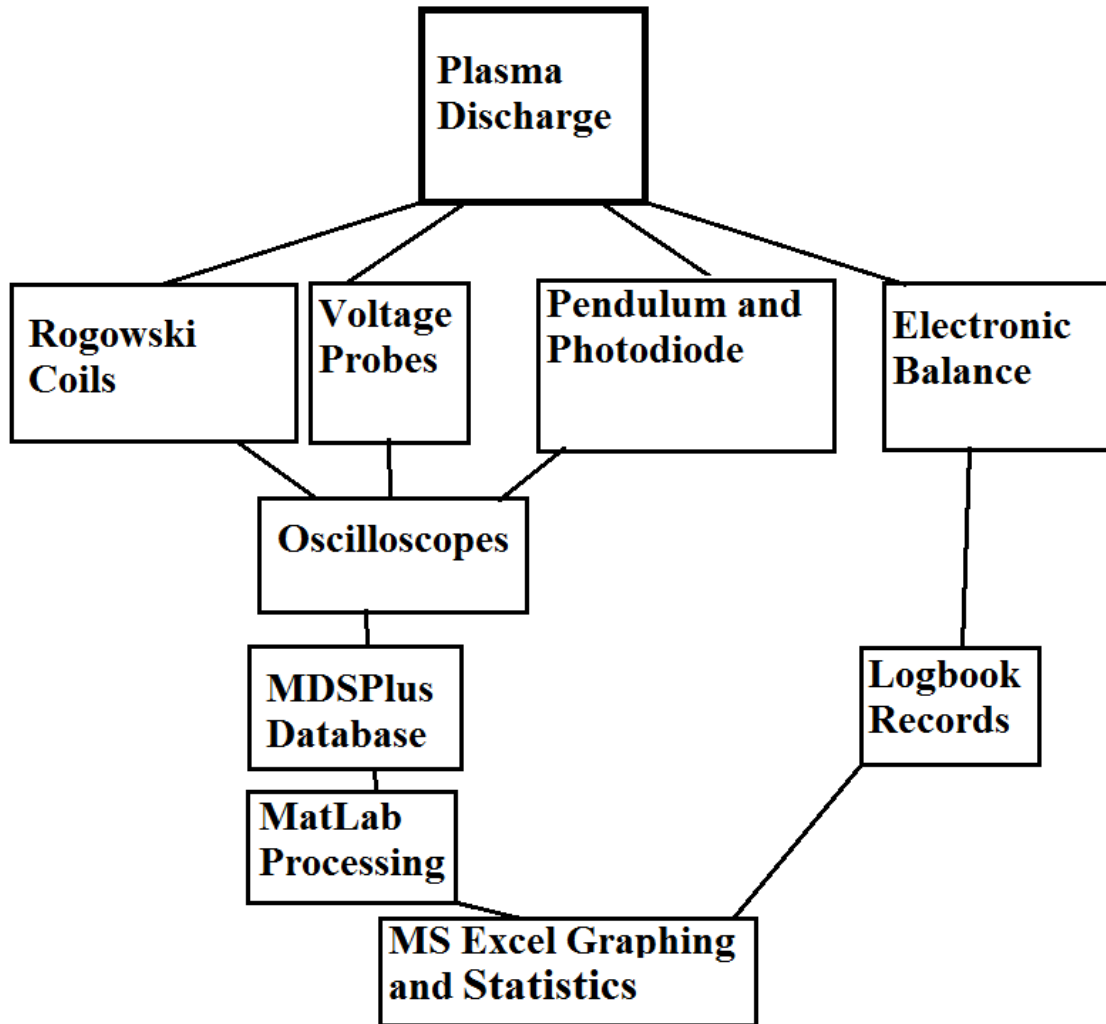 Plasma
Discharge
Rogowski
Coils
Voltage
Probes
Pendulum and
Photodiode
Electronic
Balance
Oscilloscopes
MDSPlus
Database
Logbook
Records
MatLab
Processing
MS Excel Graphing
and Statistics